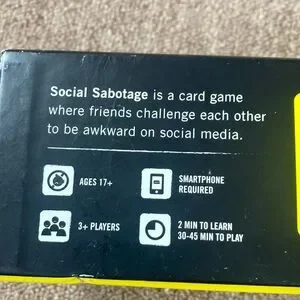 Social Sabotage is a card game
where friends challenge each other
to be awkward on social media.
AGES 17+
SMARTPHONE
REQUIRED
3+ PLAYERS
2 MIN TO LEARN
30-45 MIN TO PLAY